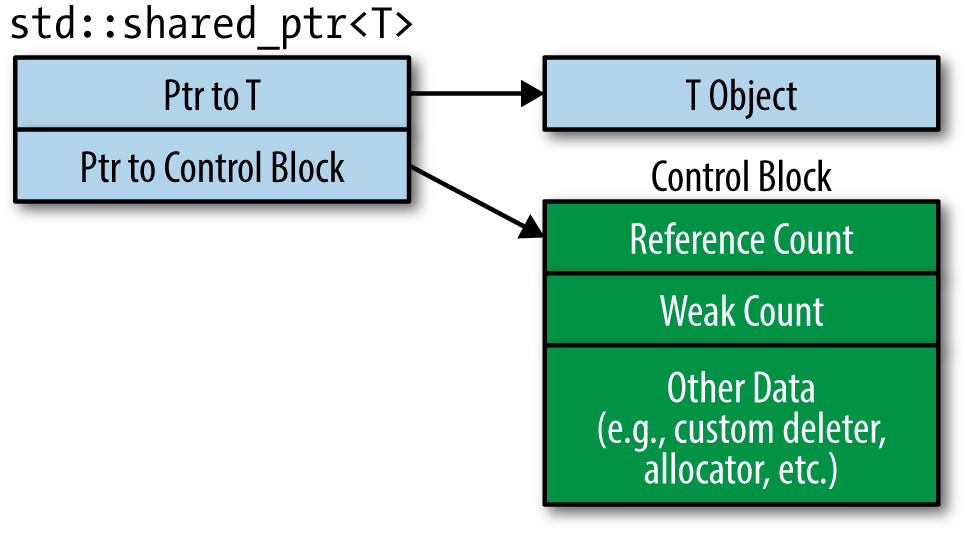 std::shared_ptr<T>
Ptr to T
T Object
Ptr to Control Block
Control Block
Reference Count
Weak Count
Other Data
(e.g., custom deleter,
allocator, etc.)